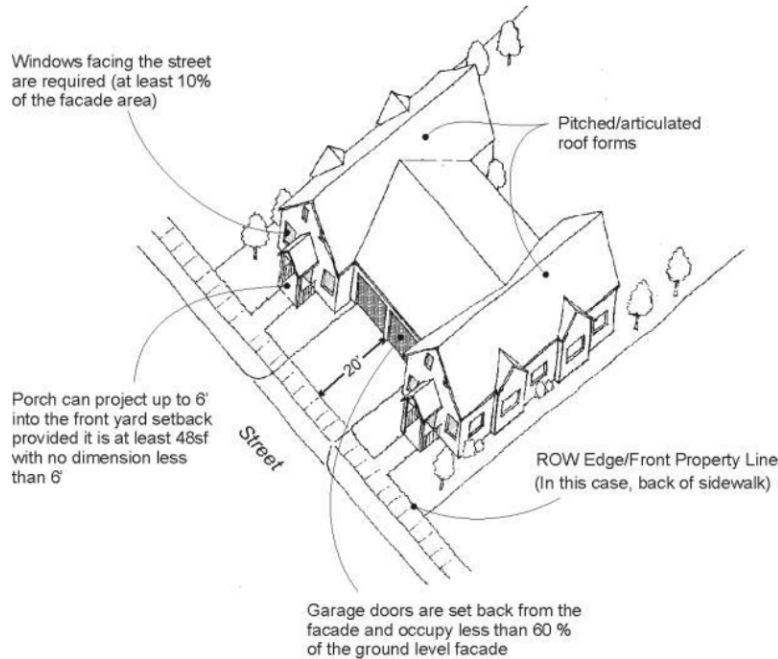 Windows facing the street
are required (at least 10%
of the facade area)
Pitched/articulated
roof forms
20'
Porch can project up to 6'
into the front yard setback
provided it is at least 48sf
with no dimension less
than 6'
Street
ROW Edge/Front Property Line
(In this case, back of sidewalk)
Garage doors are set back from the
facade and occupy less than 60 %
of the ground level facade